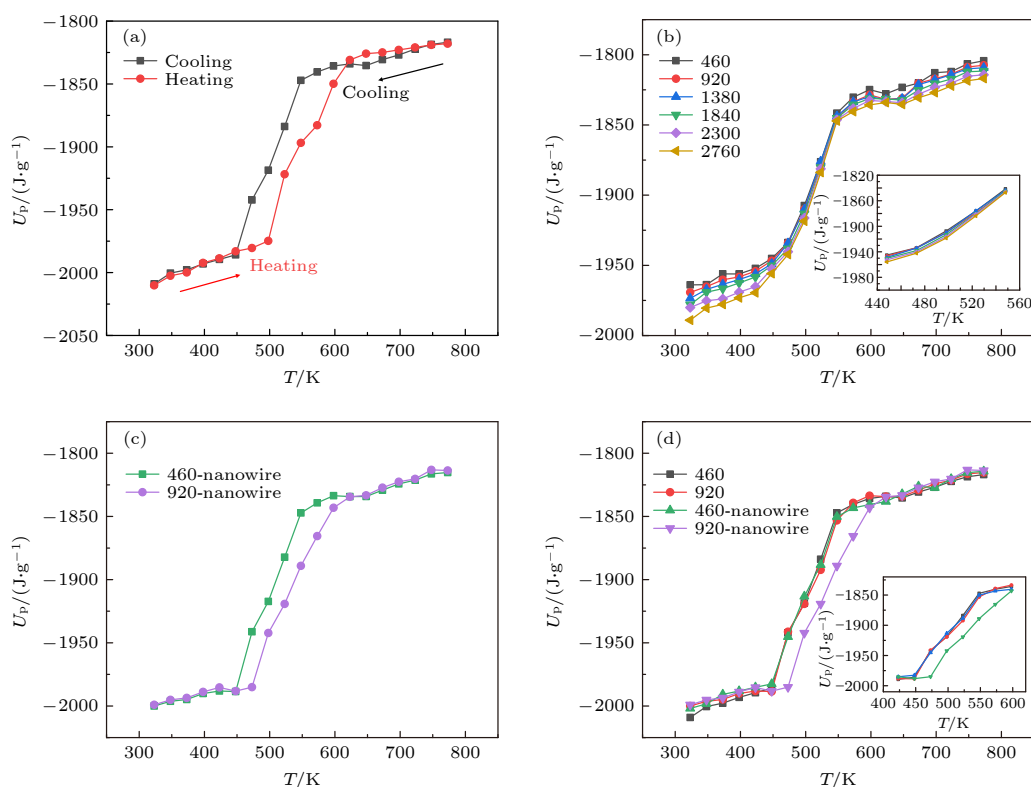 (a)
Cooling
Heating
Cooling
Heating
−1800
−1850
−1900
−1950
−2000
−2050
300 400 500 600 700 800
Up/(J·g−1)
T/K
(b)
460
920
1380
1840
2300
2760
−1800
−1850
−1900
−1950
−2000
300 400 500 600 700 800
Up/(J·g−1)
T/K
−1820
−1840
−1860
−1880
−1900
−1920
−1940
−1960
−1980
440 480 520 560
Up/(J·g−1)
T/K
(c)
460-nanowire
920-nanowire
−1800
−1850
−1900
−1950
−2000
300 400 500 600 700 800
Up/(J·g−1)
T/K
(d)
460
920
460-nanowire
920-nanowire
−1800
−1850
−1900
−1950
−2000
300 400 500 600 700 800
Up/(J·g−1)
T/K
−1850
−1900
−1950
−2000
400 450 500 550 600
Up/(J·g−1)
T/K